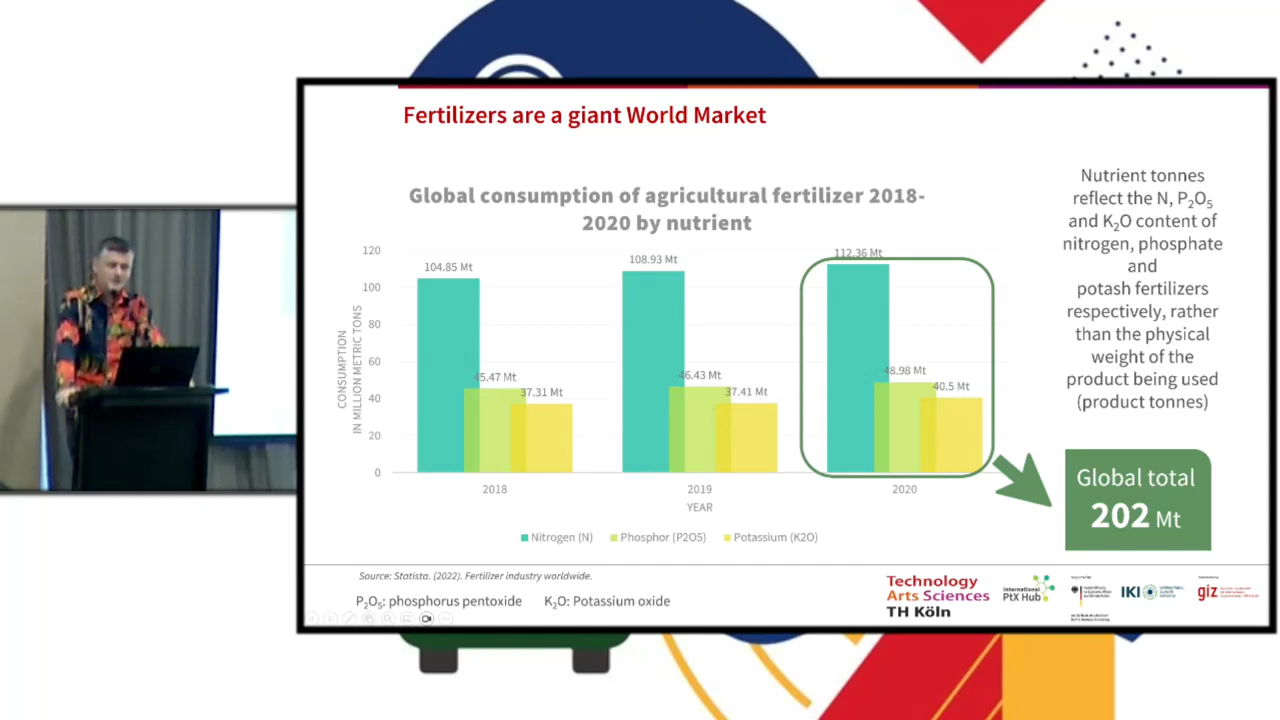 Fertilizers are a giant World Market
Global consumption of agricultural fertilizer 2018-
2020 by nutrient
CONSUMPTION
IN MILLION METRIC TONS
120
100
80
60
40
20
0
104.85 Mt
45.47 Mt
37.31 Mt
108.93 Mt
46.43 Mt
37.41 Mt
112.36 Mt
48.98 Mt
40.5 Mt
2018
2019
2020
YEAR
Nitrogen (N)
Phosphor (P2O5)
Potassium (K2O)
Nutrient tonnes
reflect the N, P₂O₅
and K₂O content of
nitrogen, phosphate
and
potash fertilizers
respectively, rather
than the physical
weight of the
product being used
(product tonnes)
Global total
202 Mt
Source: Statista. (2022). Fertilizer industry worldwide.
P₂O₅: phosphorus pentoxide K₂O: Potassium oxide
Technology
Arts Sciences
TH Köln
International
PtX Hub
IKI
giz